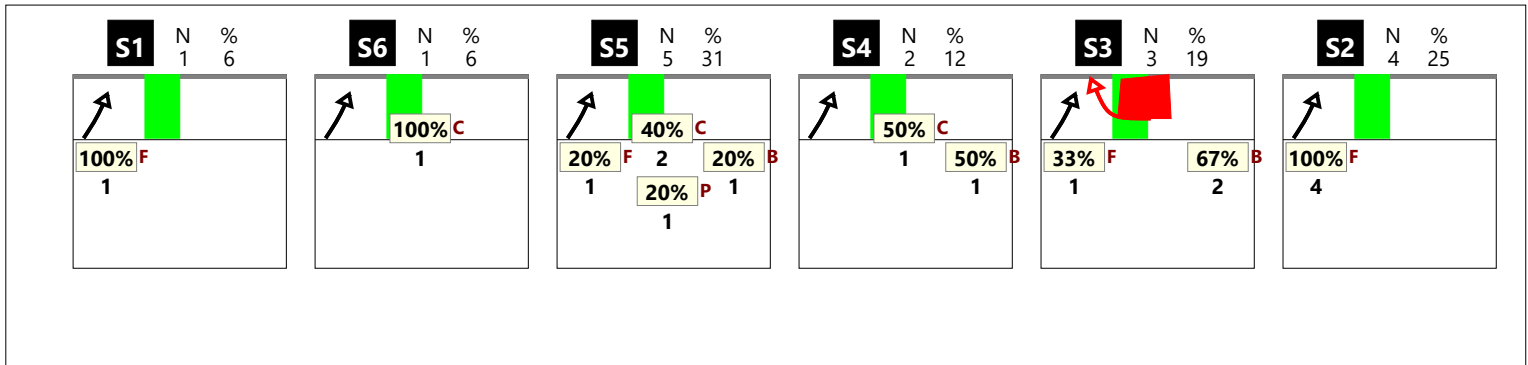 S1 N % 1 6
100% F
1
S6 N % 1 6
100% C
1
S5 N % 5 31
40% C
2
20% F
1
20% B
1
20% P
1
S4 N % 2 12
50% C
1
50% B
1
S3 N % 3 19
33% F
1
67% B
2
S2 N % 4 25
100% F
4